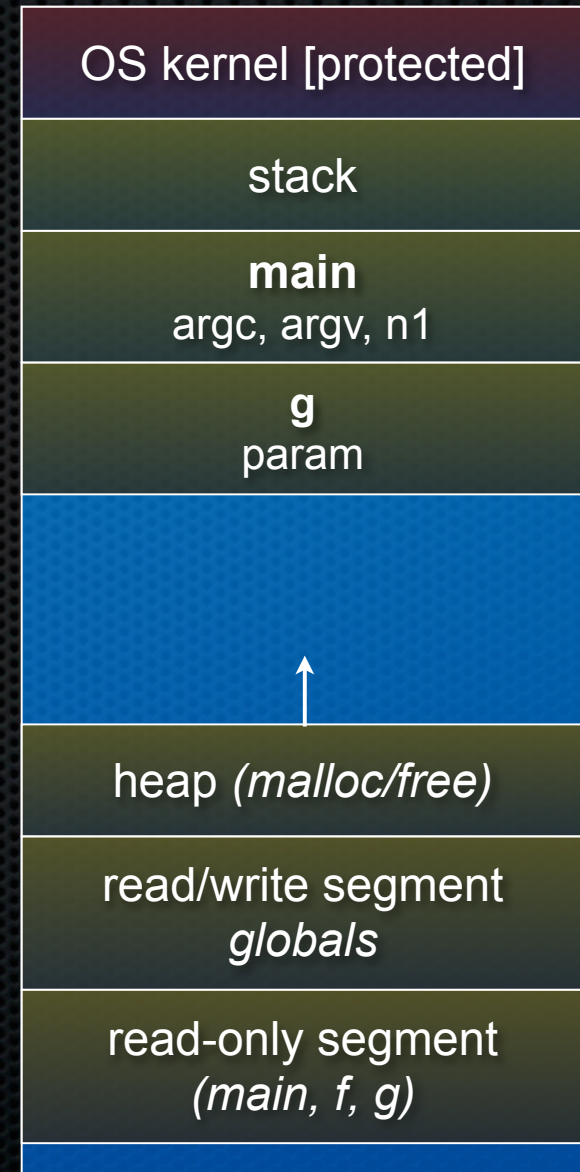 OS kernel [protected]
stack
main
argc, argv, n1
g
param
heap (malloc/free)
read/write segment
globals
read-only segment
(main, f, g)